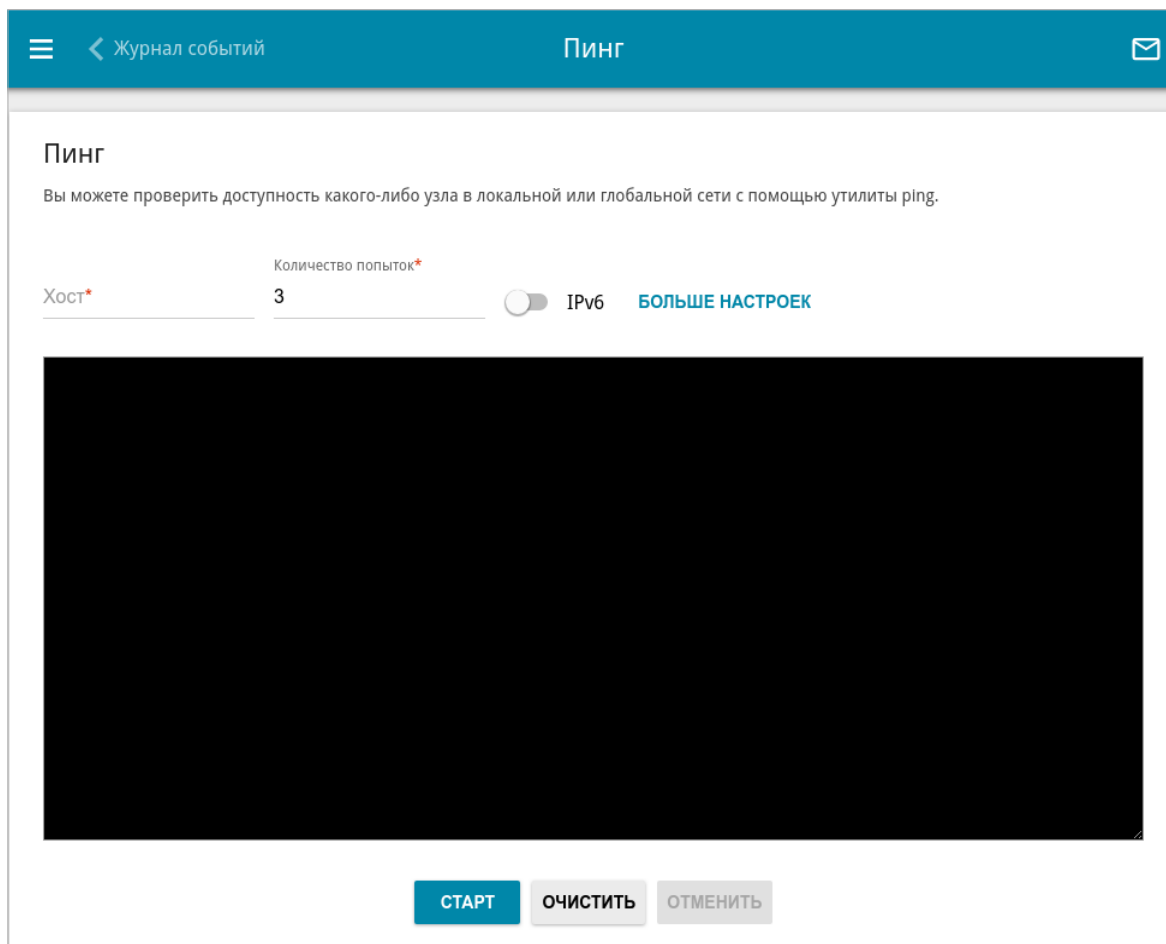 Журнал событий
Пинг
Пинг
Вы можете проверить доступность какого-либо узла в локальной или глобальной сети с помощью утилиты ping.
Количество попыток*
Хост*
3
IPv6
БОЛЬШЕ НАСТРОЕК
СТАРТ
ОЧИСТИТЬ
ОТМЕНИТЬ